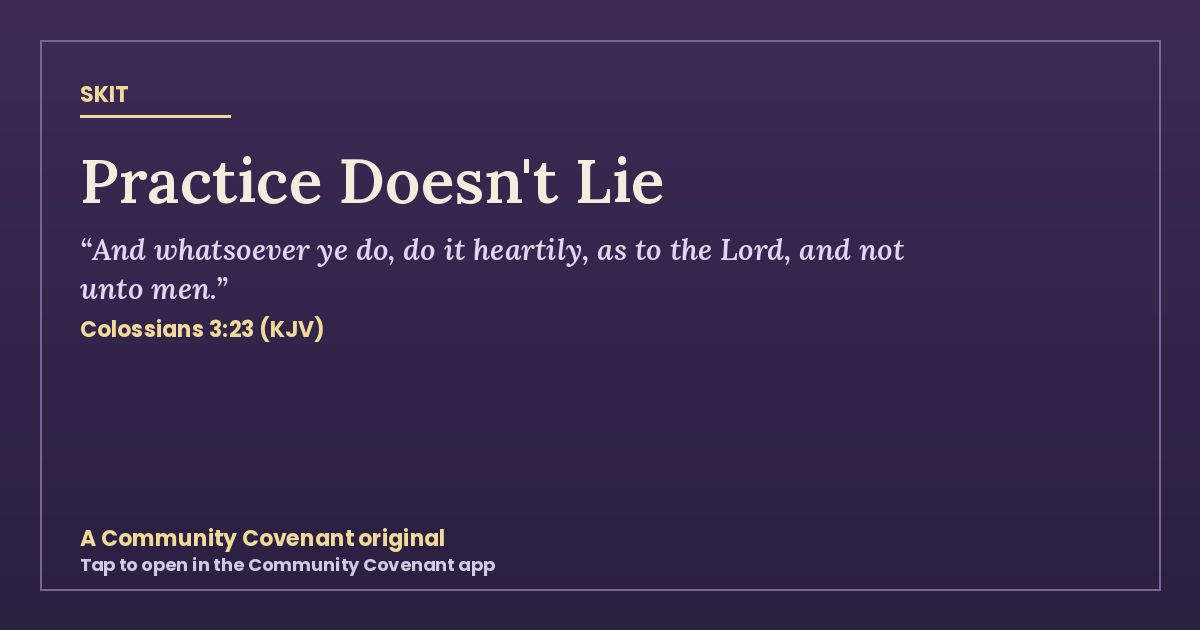 SKIT
Practice Doesn't Lie
“And whatsoever ye do, do it heartily, as to the Lord, and not
unto men.”
Colossians 3:23 (KJV)
A Community Covenant original
Tap to open in the Community Covenant app